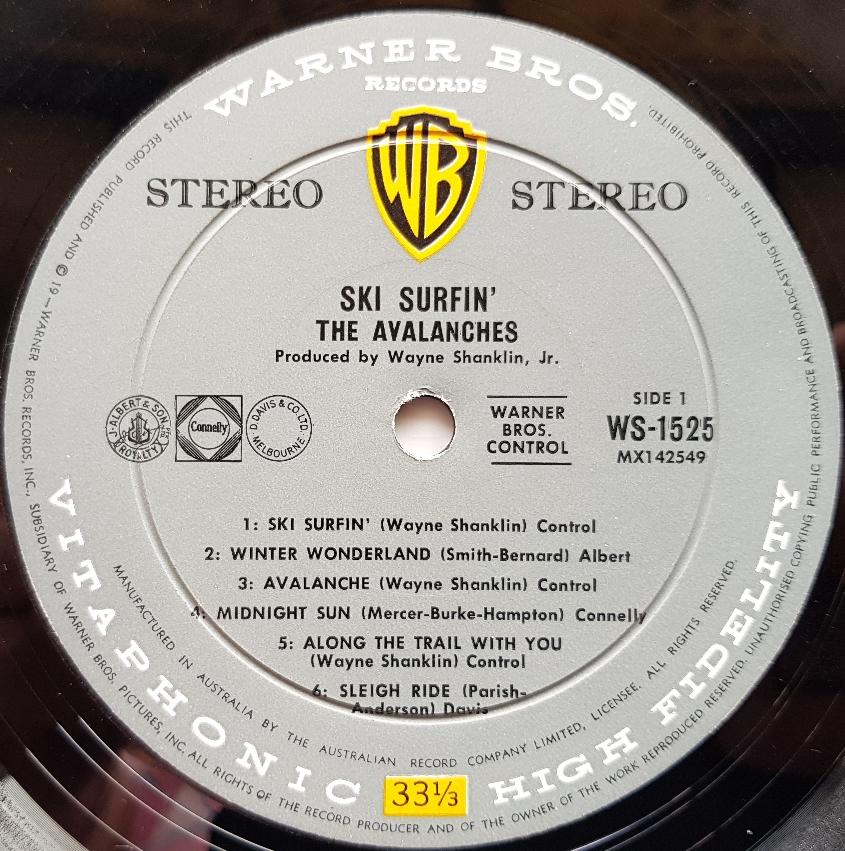 WARNER BROS.
RECORDS
WB
STEREO STEREO
SKI SURFIN'
THE AVALANCHES
Produced by Wayne Shanklin, Jr.
J. ALBERT & SON PTY. LTD.
ROYALTY
Connelly
D. DAVIS & CO. LTD.
MELBOURNE
WARNER
BROS.
CONTROL
SIDE 1
WS-1525
MX142549
1: SKI SURFIN' (Wayne Shanklin) Control
2: WINTER WONDERLAND (Smith-Bernard) Albert
3: AVALANCHE (Wayne Shanklin) Control
4: MIDNIGHT SUN (Mercer-Burke-Hampton) Connelly
5: ALONG THE TRAIL WITH YOU
(Wayne Shanklin) Control
6: SLEIGH RIDE (Parish-
Anderson) Davis
MANUFACTURED IN AUSTRALIA BY THE AUSTRALIAN RECORD COMPANY LIMITED, LICENSEE. ALL RIGHTS RESERVED.
VITAPHONIC HIGH FIDELITY
33⅓
THIS RECORD PUBLISHED AND © 19 — WARNER BROS. RECORDS, INC., SUBSIDIARY OF WARNER BROS. PICTURES, INC. ALL RIGHTS OF THE RECORD PRODUCER AND OF THE OWNER OF THE WORK REPRODUCED RESERVED. UNAUTHORISED COPYING PUBLIC PERFORMANCE AND BROADCASTING OF THIS RECORD PROHIBITED.